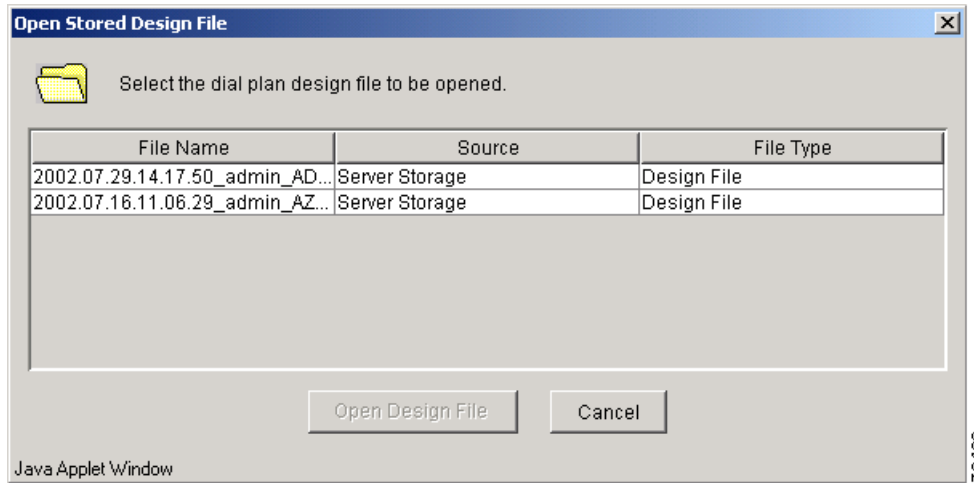 Open Stored Design File
Select the dial plan design file to be opened.
File Name Source File Type
2002.07.29.14.17.50_admin_AD... Server Storage Design File
2002.07.16.11.06.29_admin_AZ... Server Storage Design File
Open Design File Cancel
Java Applet Window